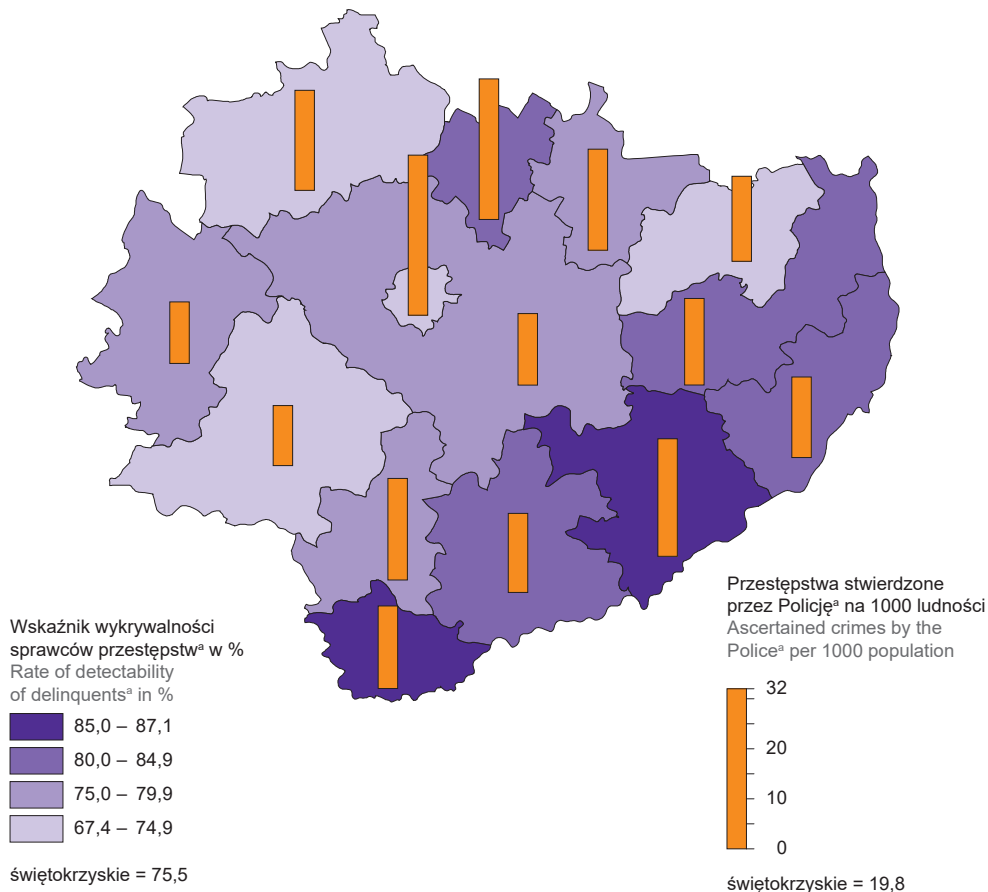 Wskaźnik wykrywalności
sprawców przestępstwᵃ w %
Rate of detectability
of delinquentsᵃ in %
85,0 – 87,1
80,0 – 84,9
75,0 – 79,9
67,4 – 74,9
świętokrzyskie = 75,5
Przestępstwa stwierdzone
przez Policjęᵃ na 1000 ludności
Ascertained crimes by the
Policeᵃ per 1000 population
32
20
10
0
świętokrzyskie = 19,8